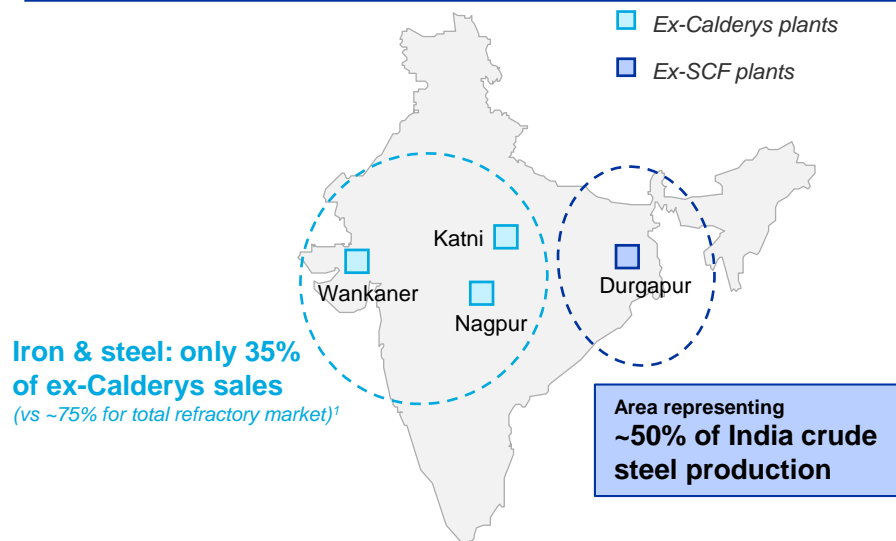 Ex-Calderys plants
Ex-SCF plants
Katni
Wankaner
Nagpur
Durgapur
Iron & steel: only 35%
of ex-Calderys sales
(vs ~75% for total refractory market)¹
Area representing
~50% of India crude
steel production